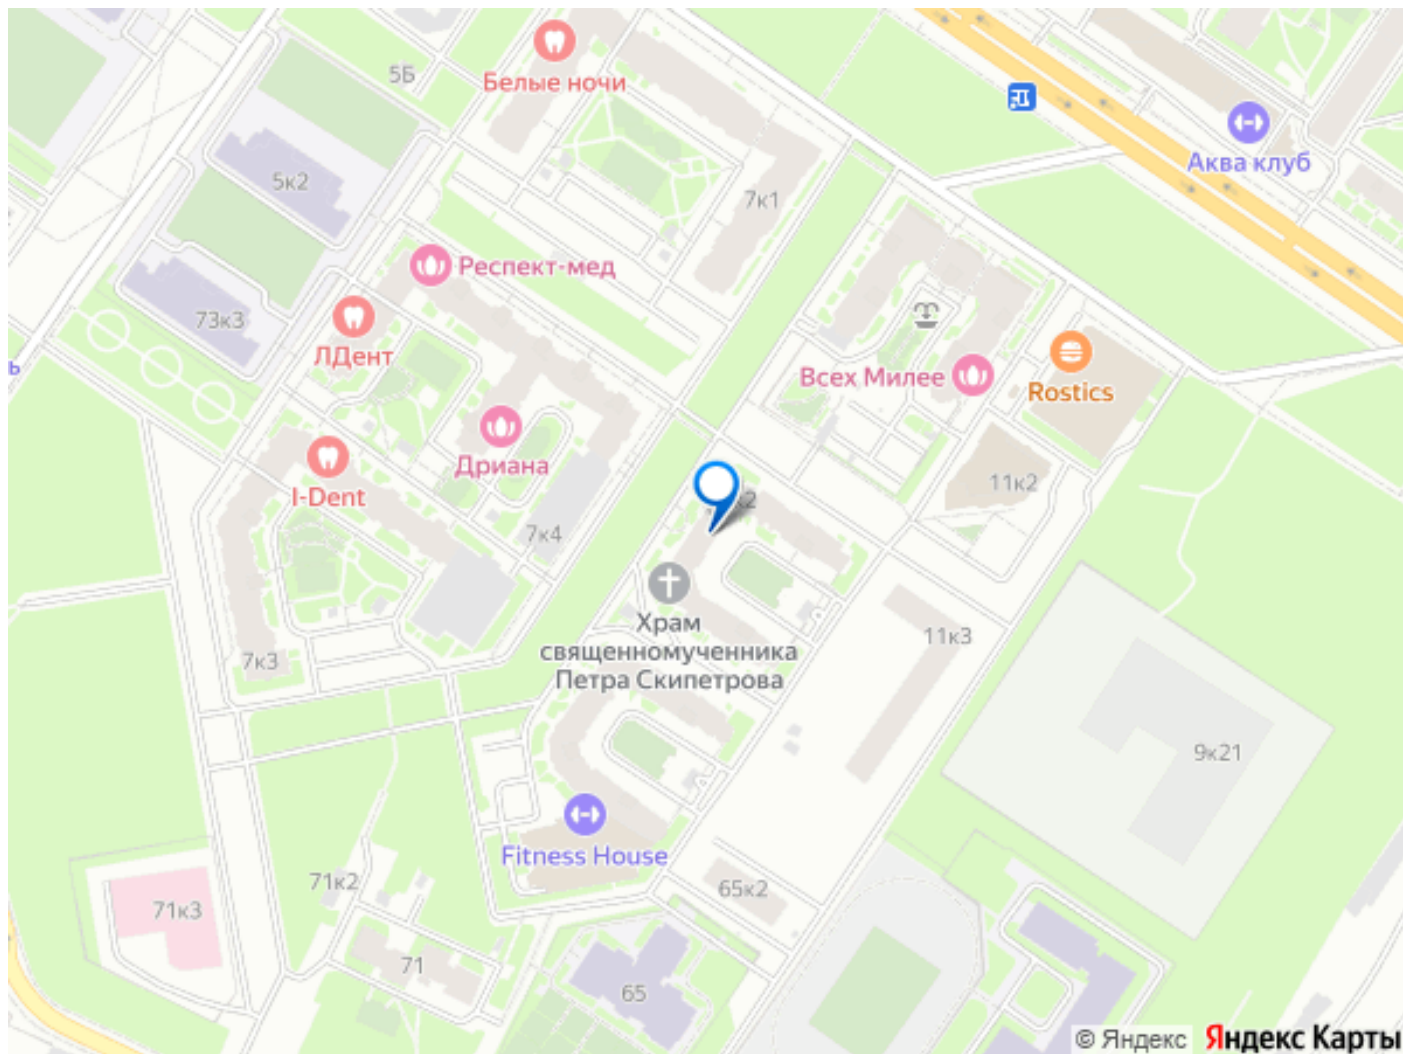 Белые ночи
5Б
Аква клуб
5к2
7к1
Респект-мед
73к3
ЛДент
ь
Всех Милее
Rostics
Дриана
I-Dent
11к2
к2
7к4
Храм
священномученника
Петра Скипетрова
11к3
7к3
9к21
Fitness House
71к2
65к2
71к3
71
65
© Яндекс Яндекс Карты